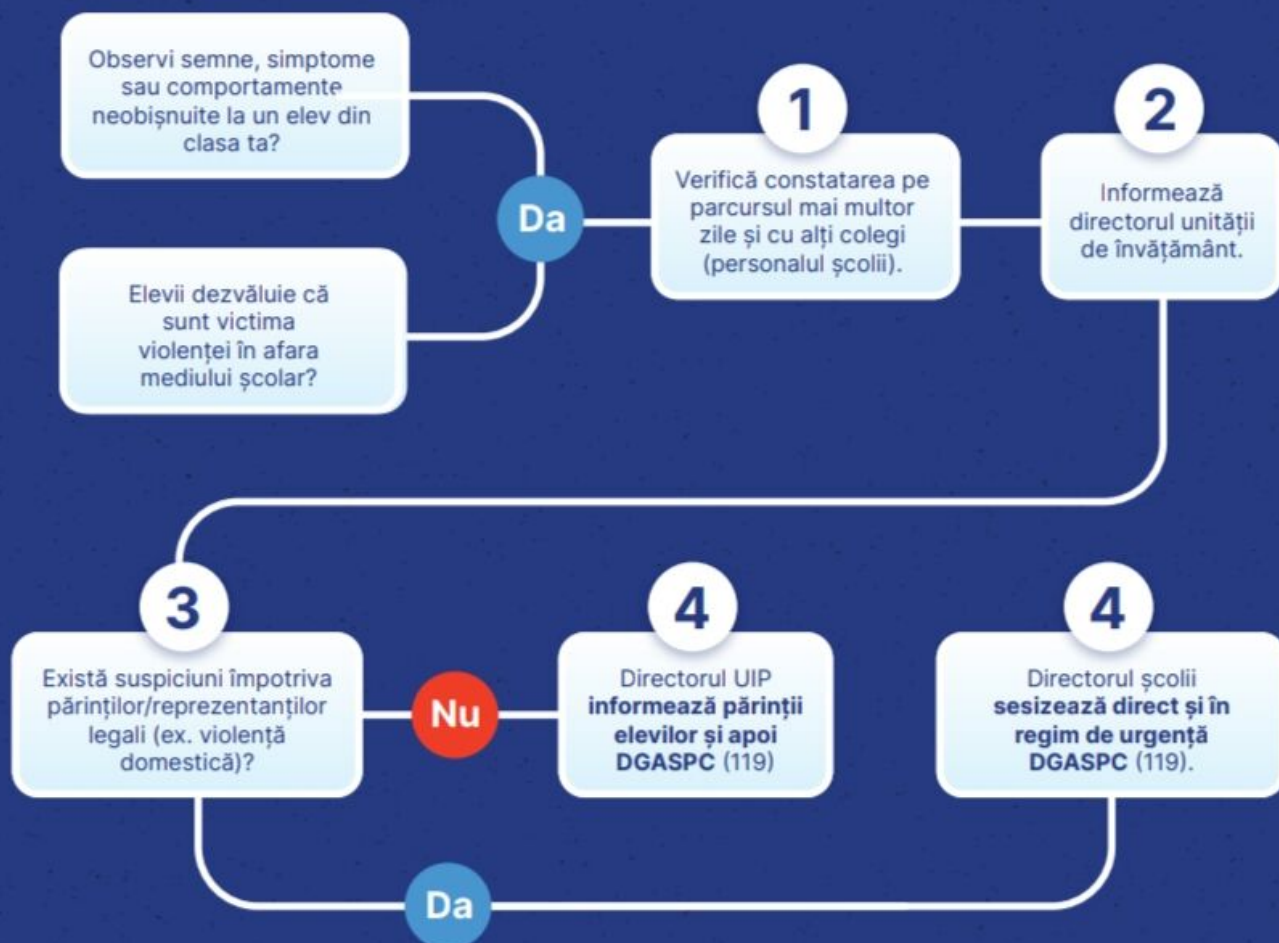 Observi semne, simptome
sau comportamente
neobișnuite la un elev din
clasa ta?
Elevii dezvăluie că
sunt victima
violenței în afara
mediului școlar?
Da
1
Verifică constatarea pe
parcursul mai multor
zile și cu alți colegi
(personalul școlii).
2
Informează
directorul unității
de învățământ.
3
Există suspiciuni împotriva
părinților/reprezentanților
legali (ex. violență
domestică)?
Nu
4
Directorul UIP
informează părinții
elevilor și apoi
DGASPC (119)
4
Directorul școlii
sesizează direct și în
regim de urgență
DGASPC (119).
Da